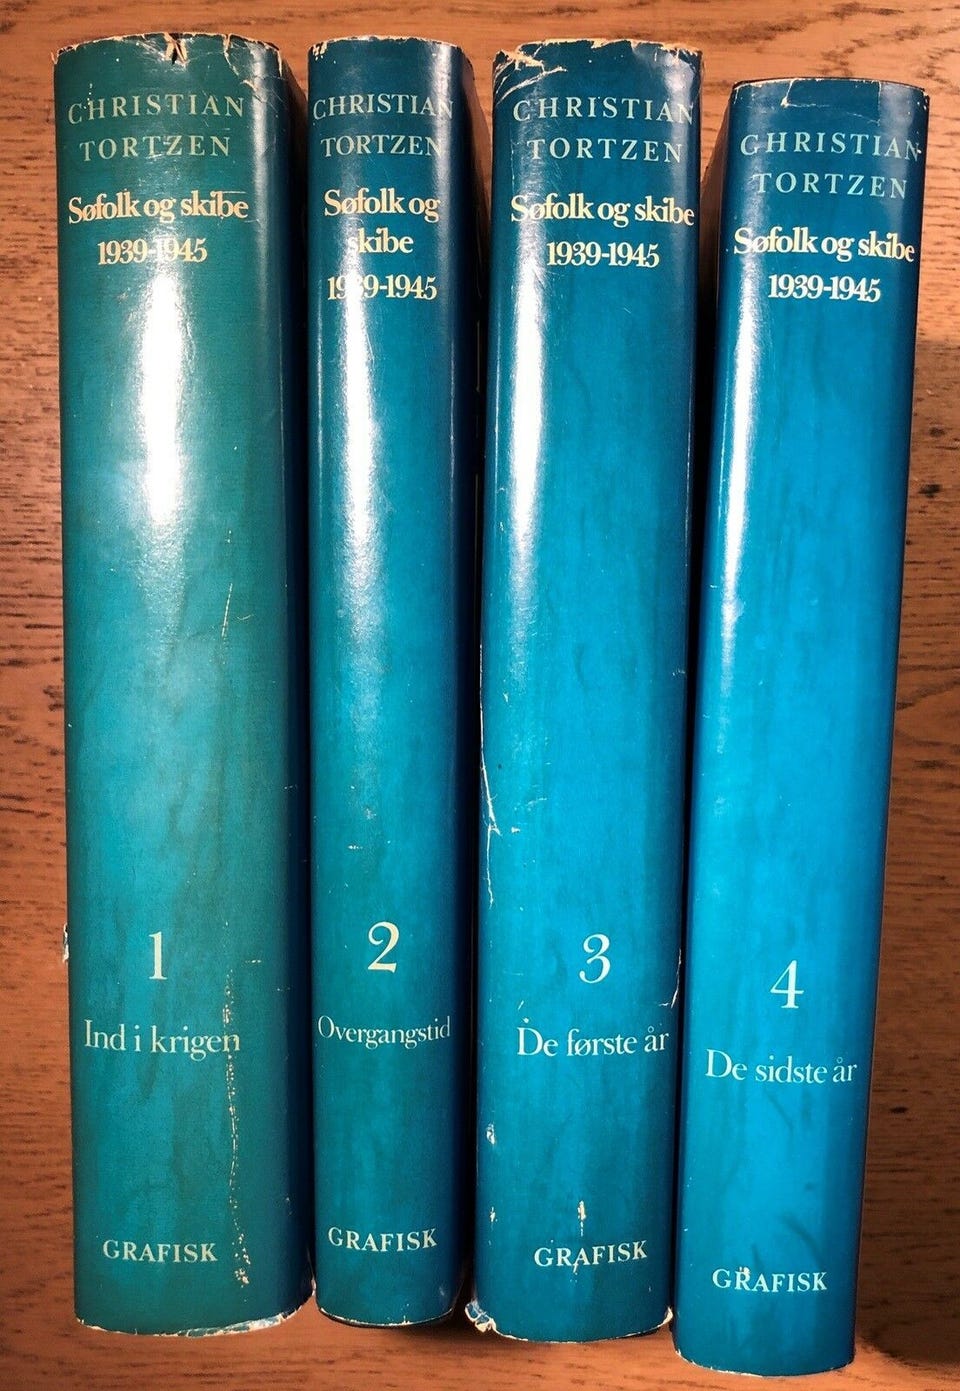 CHRISTIAN
TORTZEN
Søfolk og skibe
1939-1945
1
Ind i krigen
GRAFISK
CHRISTIAN
TORTZEN
Søfolk og
skibe
1939-1945
2
Overgangstid
GRAFISK
CHRISTIAN
TORTZEN
Søfolk og skibe
1939-1945
3
De første år
GRAFISK
CHRISTIAN
TORTZEN
Søfolk og skibe
1939-1945
4
De sidste år
GRAFISK